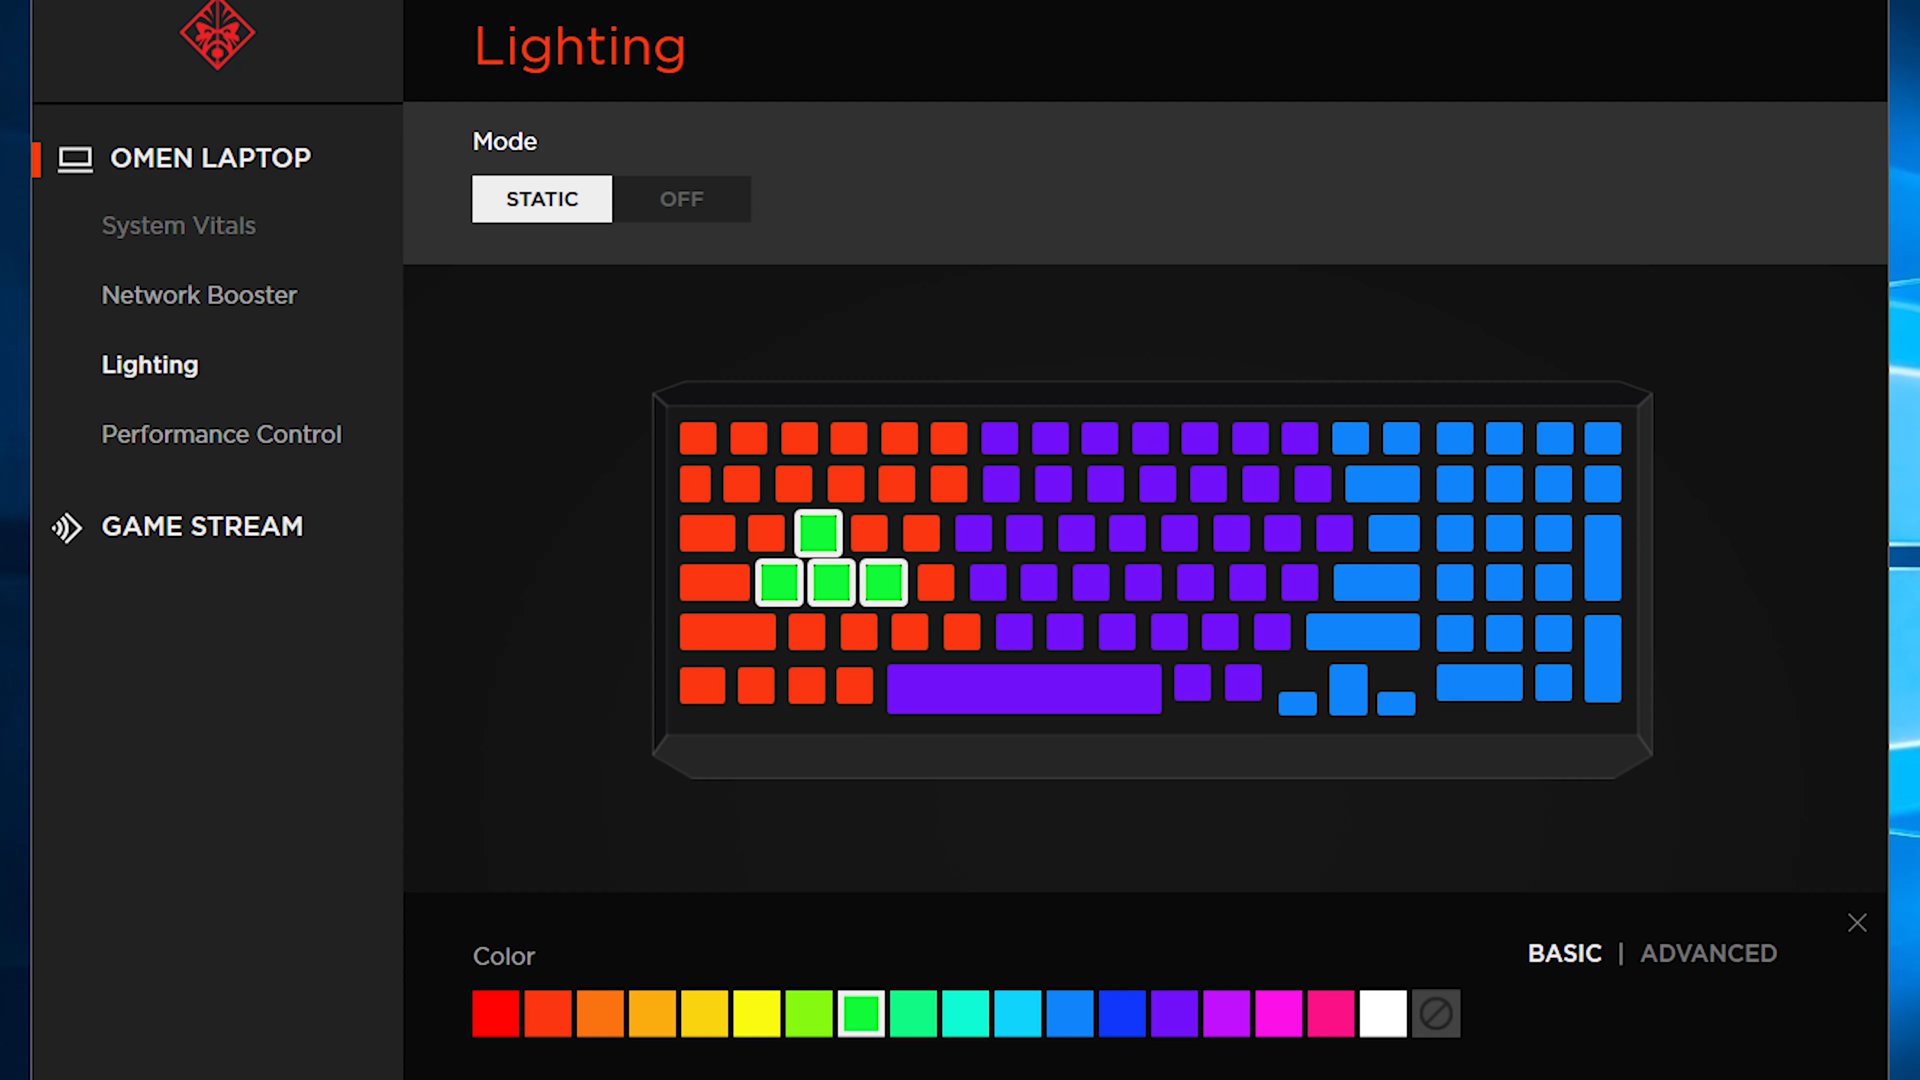 Lighting
Mode
STATIC
OFF
OMEN LAPTOP
System Vitals
Network Booster
Lighting
Performance Control
GAME STREAM
Color
BASIC | ADVANCED